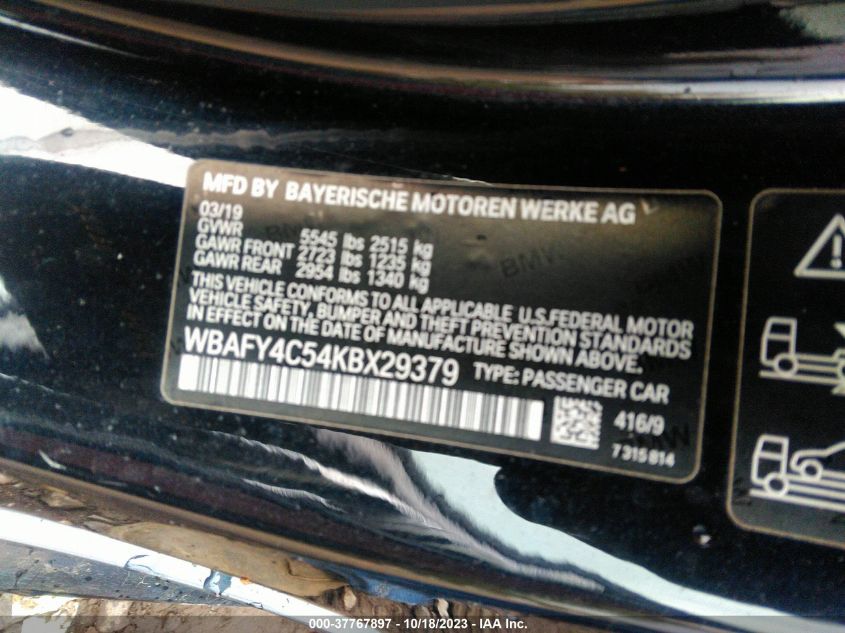 MFD BY BAYERISCHE MOTOREN WERKE AG
03/19
GVWR 5545 lbs 2515 kg
GAWR FRONT 2723 lbs 1235 kg
GAWR REAR 2954 lbs 1340 kg
THIS VEHICLE CONFORMS TO ALL APPLICABLE U.S.FEDERAL MOTOR
VEHICLE SAFETY, BUMPER AND THEFT PREVENTION STANDARDS
IN EFFECT ON THE DATE OF MANUFACTURE SHOWN ABOVE.
WBAFY4C54KBX29379 TYPE: PASSENGER CAR
416/9
7315814
000-37767897 - 10/18/2023 - IAA Inc.